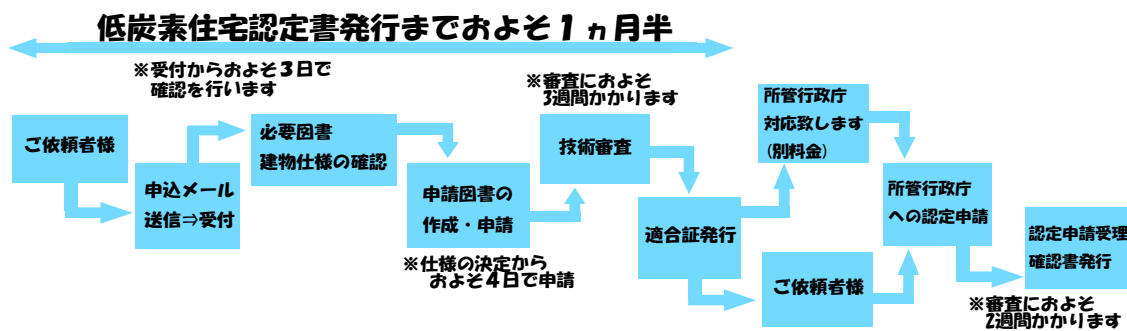 低炭素住宅認定書発行までおよそ１ヵ月半
※受付からおよそ３日で
確認を行います
ご依頼者様
申込メール
送信⇒受付
必要図書
建物仕様の確認
申請図書の
作成・申請
※仕様の決定から
およそ４日で申請
※審査におよそ
３週間かかります
技術審査
適合証発行
所管行政庁
対応致します
(別料金)
ご依頼者様
所管行政庁
への認定申請
認定申請受理
確認書発行
※審査におよそ
２週間かかります